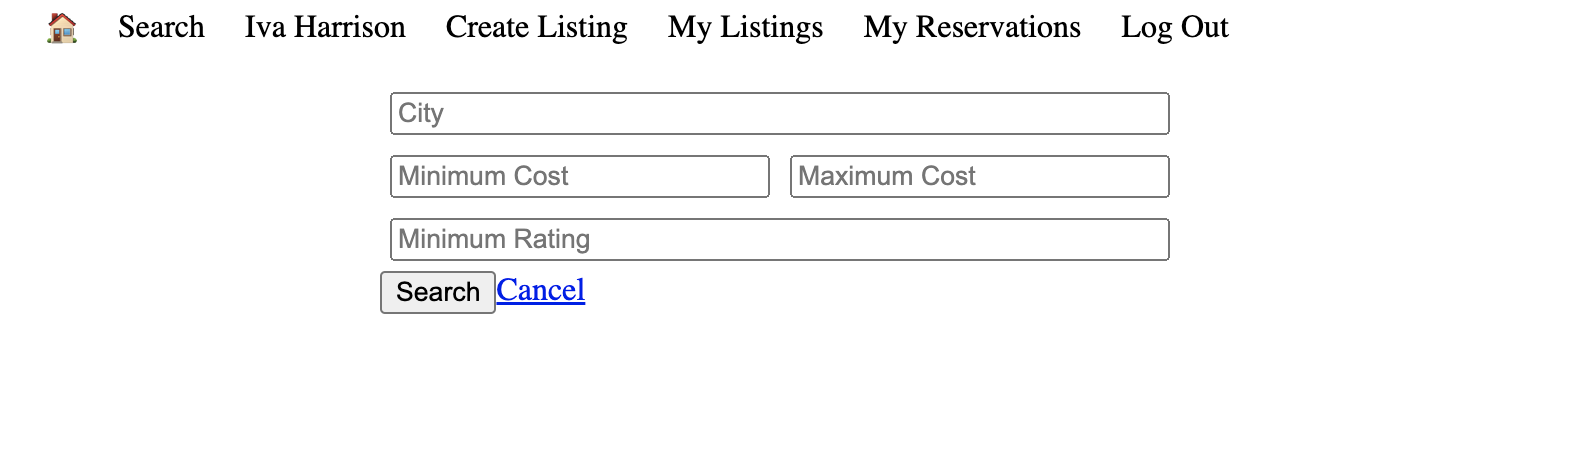 Search Iva Harrison Create Listing My Listings My Reservations Log Out
City
Minimum Cost Maximum Cost
Minimum Rating
Search Cancel